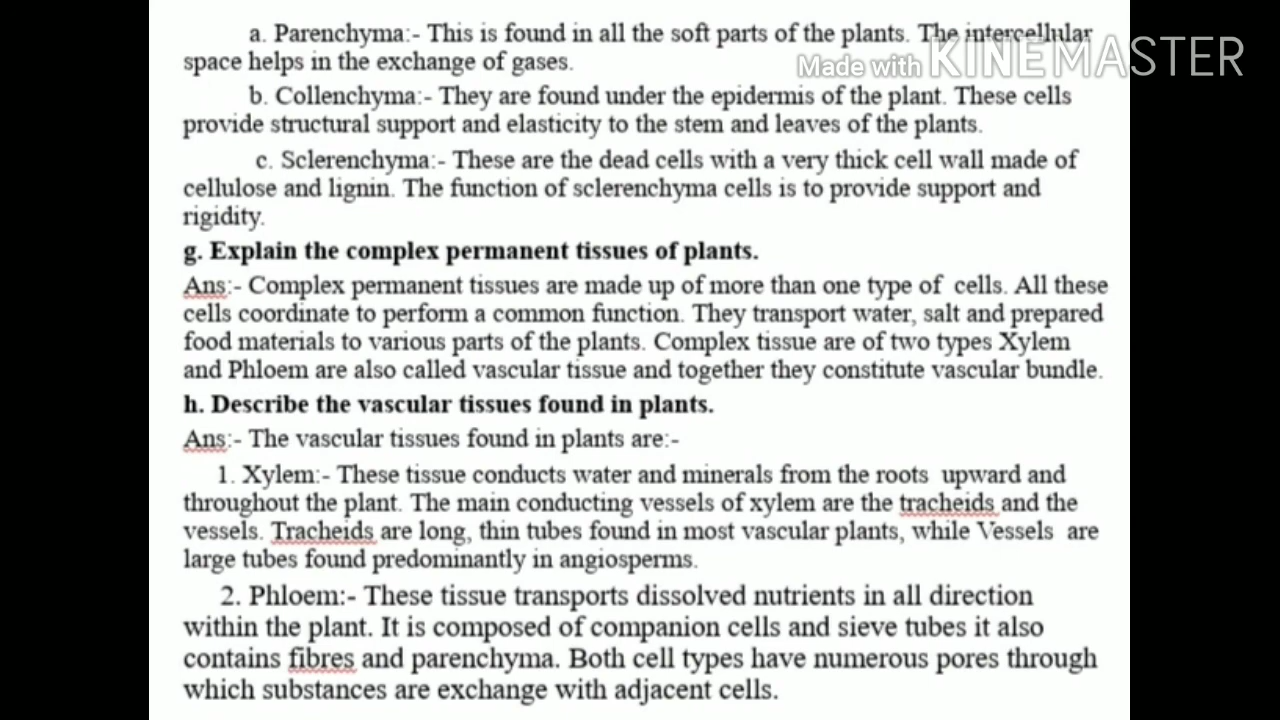 a. Parenchyma:- This is found in all the soft parts of the plants. The intercellular
space helps in the exchange of gases.
Made with KINEMASTER
b. Collenchyma:- They are found under the epidermis of the plant. These cells
provide structural support and elasticity to the stem and leaves of the plants.
c. Sclerenchyma:- These are the dead cells with a very thick cell wall made of
cellulose and lignin. The function of sclerenchyma cells is to provide support and
rigidity.
g. Explain the complex permanent tissues of plants.
Ans:- Complex permanent tissues are made up of more than one type of cells. All these
cells coordinate to perform a common function. They transport water, salt and prepared
food materials to various parts of the plants. Complex tissue are of two types Xylem
and Phloem are also called vascular tissue and together they constitute vascular bundle.
h. Describe the vascular tissues found in plants.
Ans:- The vascular tissues found in plants are:-
1. Xylem:- These tissue conducts water and minerals from the roots upward and
throughout the plant. The main conducting vessels of xylem are the tracheids and the
vessels. Tracheids are long, thin tubes found in most vascular plants, while Vessels are
large tubes found predominantly in angiosperms.
2. Phloem:- These tissue transports dissolved nutrients in all direction
within the plant. It is composed of companion cells and sieve tubes it also
contains fibres and parenchyma. Both cell types have numerous pores through
which substances are exchange with adjacent cells.